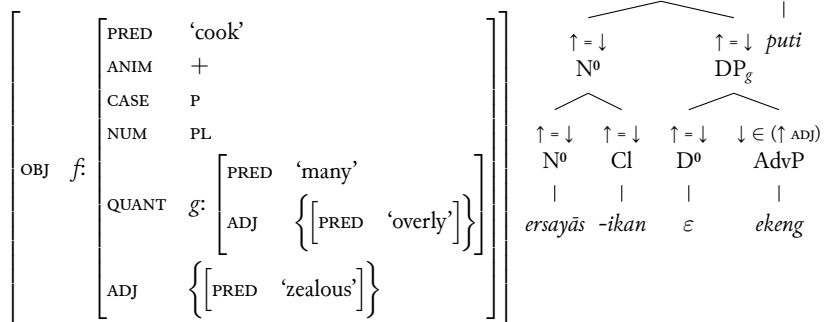 PRED ‘cook’
ANIM +
CASE P
NUM PL
OBJ f:
QUANT g: [PRED ‘many’
ADJ {[PRED ‘overly’]}]
ADJ {[PRED ‘zealous’]}
↑ = ↓ ↑ = ↓ puti
N⁰ DP_g
↑ = ↓ ↑ = ↓ ↑ = ↓ ↓ ∈ (↑ ADJ)
N⁰ Cl D⁰ AdvP
ersayās -ikan ε ekeng